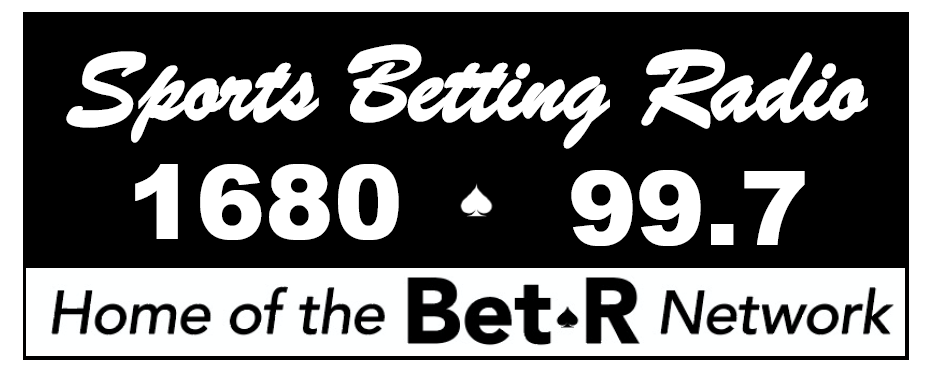 Sports Betting Radio
1680 ♠ 99.7
Home of the Bet♠R Network